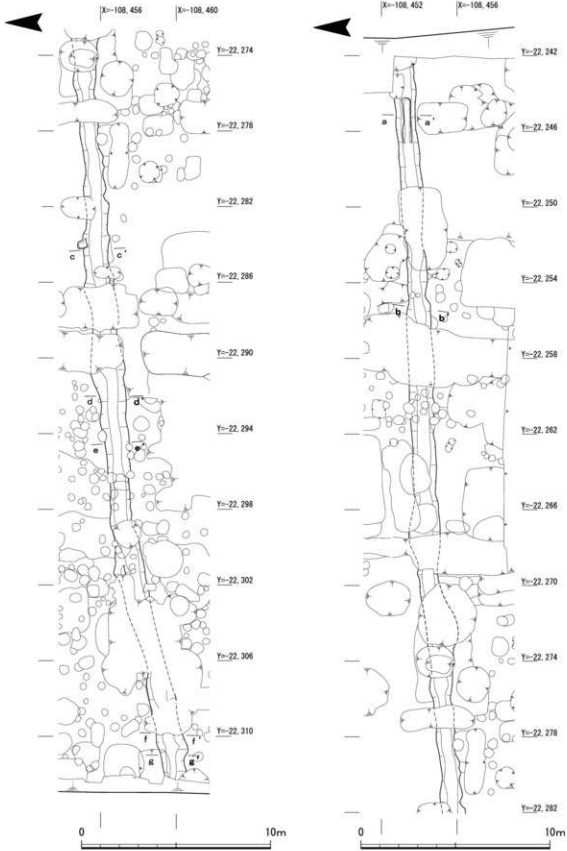 X=-108, 456
X=-108, 460
Y=-22, 274
Y=-22, 278
Y=-22, 282
c
c'
Y=-22, 286
Y=-22, 290
d
d'
Y=-22, 294
e
e'
Y=-22, 298
Y=-22, 302
Y=-22, 306
Y=-22, 310
f
f'
g
g'
0
10m
X=-108, 452
X=-108, 456
Y=-22, 242
a
a'
Y=-22, 246
Y=-22, 250
Y=-22, 254
b
b'
Y=-22, 258
Y=-22, 262
Y=-22, 266
Y=-22, 270
Y=-22, 274
Y=-22, 278
Y=-22, 282
0
10m